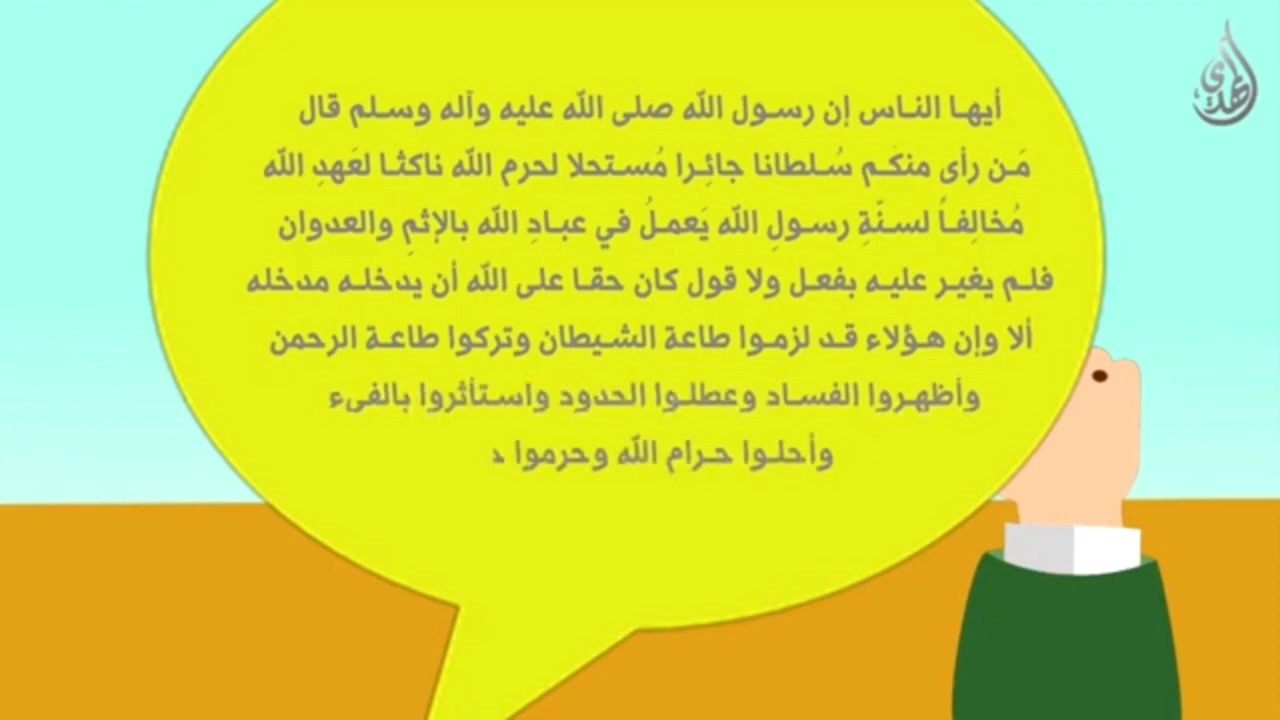 أيها الناس إن رسول الله صلى الله عليه وآله وسلم قال
مَن رأى منكَم سُلطانا جائِرا مُستحلا لحرم الله ناكثا لعَهدِ الله
مُخالِفاً لسنّةِ رسولِ الله يَعملُ في عبادِ الله بالإثمِ والعدوان
فلم يغير عليه بفعل ولا قول كان حقا على الله أن يدخله مدخله
ألا وإن هؤلاء قد لزموا طاعة الشيطان وتركوا طاعة الرحمن
وأظهروا الفساد وعطلوا الحدود واستأثروا بالفىء
وأحلوا حرام الله وحرموا
الهدى